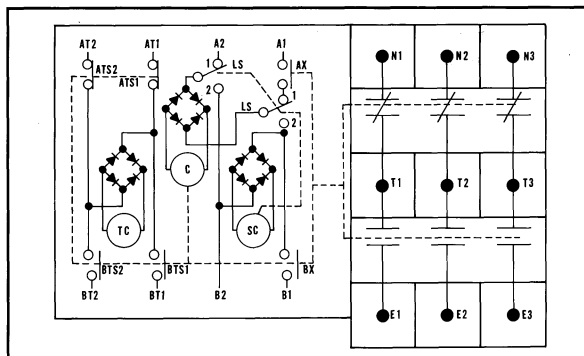 AT2 AT1 A2 A1 N1 N2 N3
1 LS AX
ATS2 ATS1
2 LS 1
2
C
T1 T2 T3
TC SC
BTS2 BTS1 BX
BT2 BT1 B2 B1 E1 E2 E3